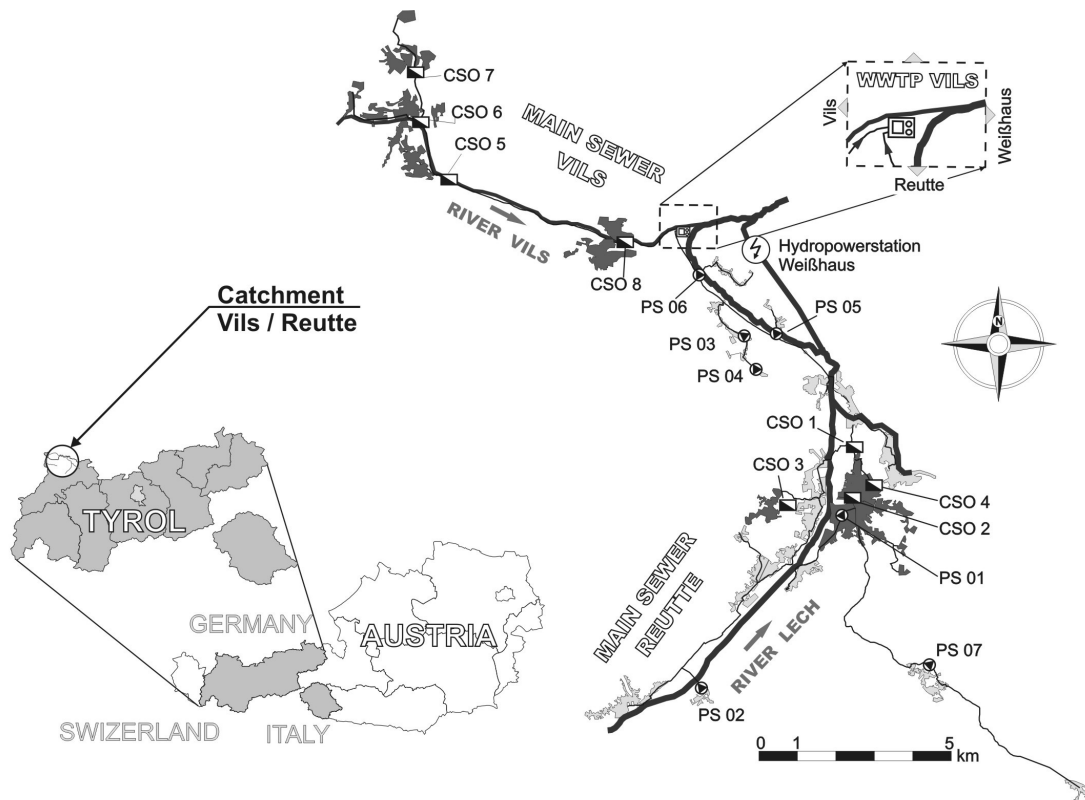 CSO 7
CSO 6
CSO 5
MAIN SEWER
VILS
RIVER VILS
CSO 8
WWTP VILS
Vils
Weißhaus
Reutte
Hydropowerstation
Weißhaus
PS 06
PS 05
PS 03
PS 04
Catchment
Vils / Reutte
N
CSO 1
CSO 3
CSO 4
CSO 2
PS 01
TYROL
MAIN SEWER
REUTTE
RIVER LECH
GERMANY
AUSTRIA
PS 07
PS 02
SWIZERLAND
ITALY
0 1 5
km